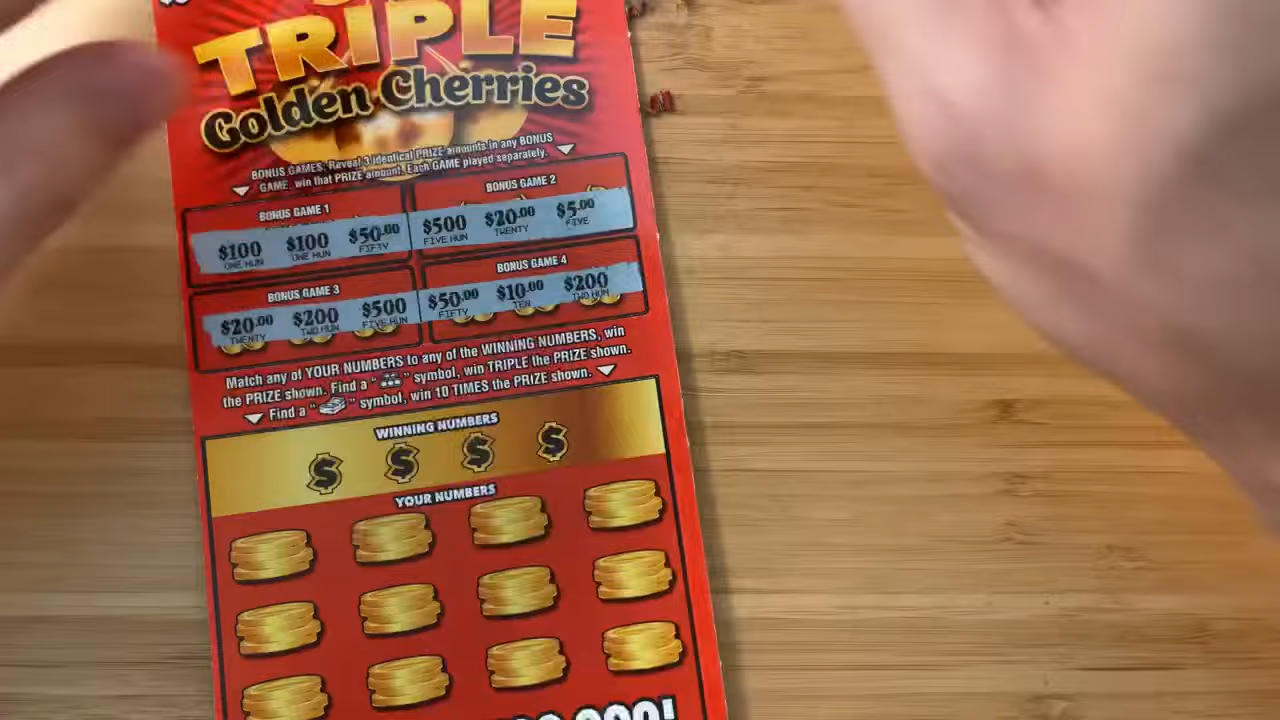 TRIPLE
Golden Cherries
BONUS GAMES: Reveal 3 identical PRIZE amounts in any BONUS
GAME, win that PRIZE amount. Each GAME played separately.
BONUS GAME 1
$100 $100 $50.00
ONE HUN ONE HUN FIFTY
BONUS GAME 2
$500 $20.00 $5.00
FIVE HUN TWENTY FIVE
BONUS GAME 3
$20.00 $200 $500
TWENTY TWO HUN FIVE HUN
BONUS GAME 4
$50.00 $10.00 $200
FIFTY TEN TWO HUN
Match any of YOUR NUMBERS to any of the WINNING NUMBERS, win
the PRIZE shown. Find a " " symbol, win TRIPLE the PRIZE shown.
Find a " " symbol, win 10 TIMES the PRIZE shown.
WINNING NUMBERS
$ $ $ $
YOUR NUMBERS